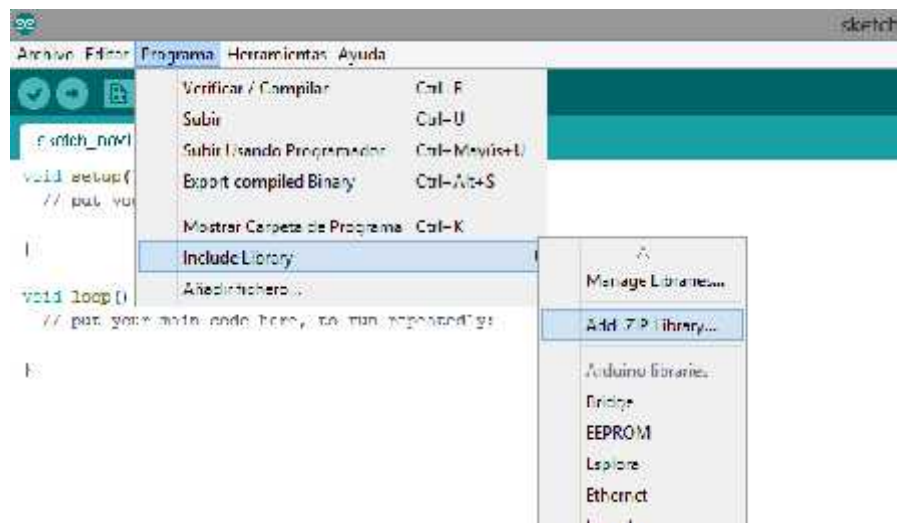 sketch
Archivo Editar Programa Herramientas Ayuda
Verificar / Compilar Ctrl+R
Subir Ctrl+U
Subir Usando Programador Ctrl+Mayús+U
Export compiled Binary Ctrl+Alt+S
Mostrar Carpeta de Programa Ctrl+K
Include Library
Añadir fichero...
sketch_nov1
void setup(
// put you
}
void loop()
// put your main code here, to run repeatedly:
}
Manage Libraries...
Add .ZIP Library...
Arduino libraries
Bridge
EEPROM
Esplora
Ethernet